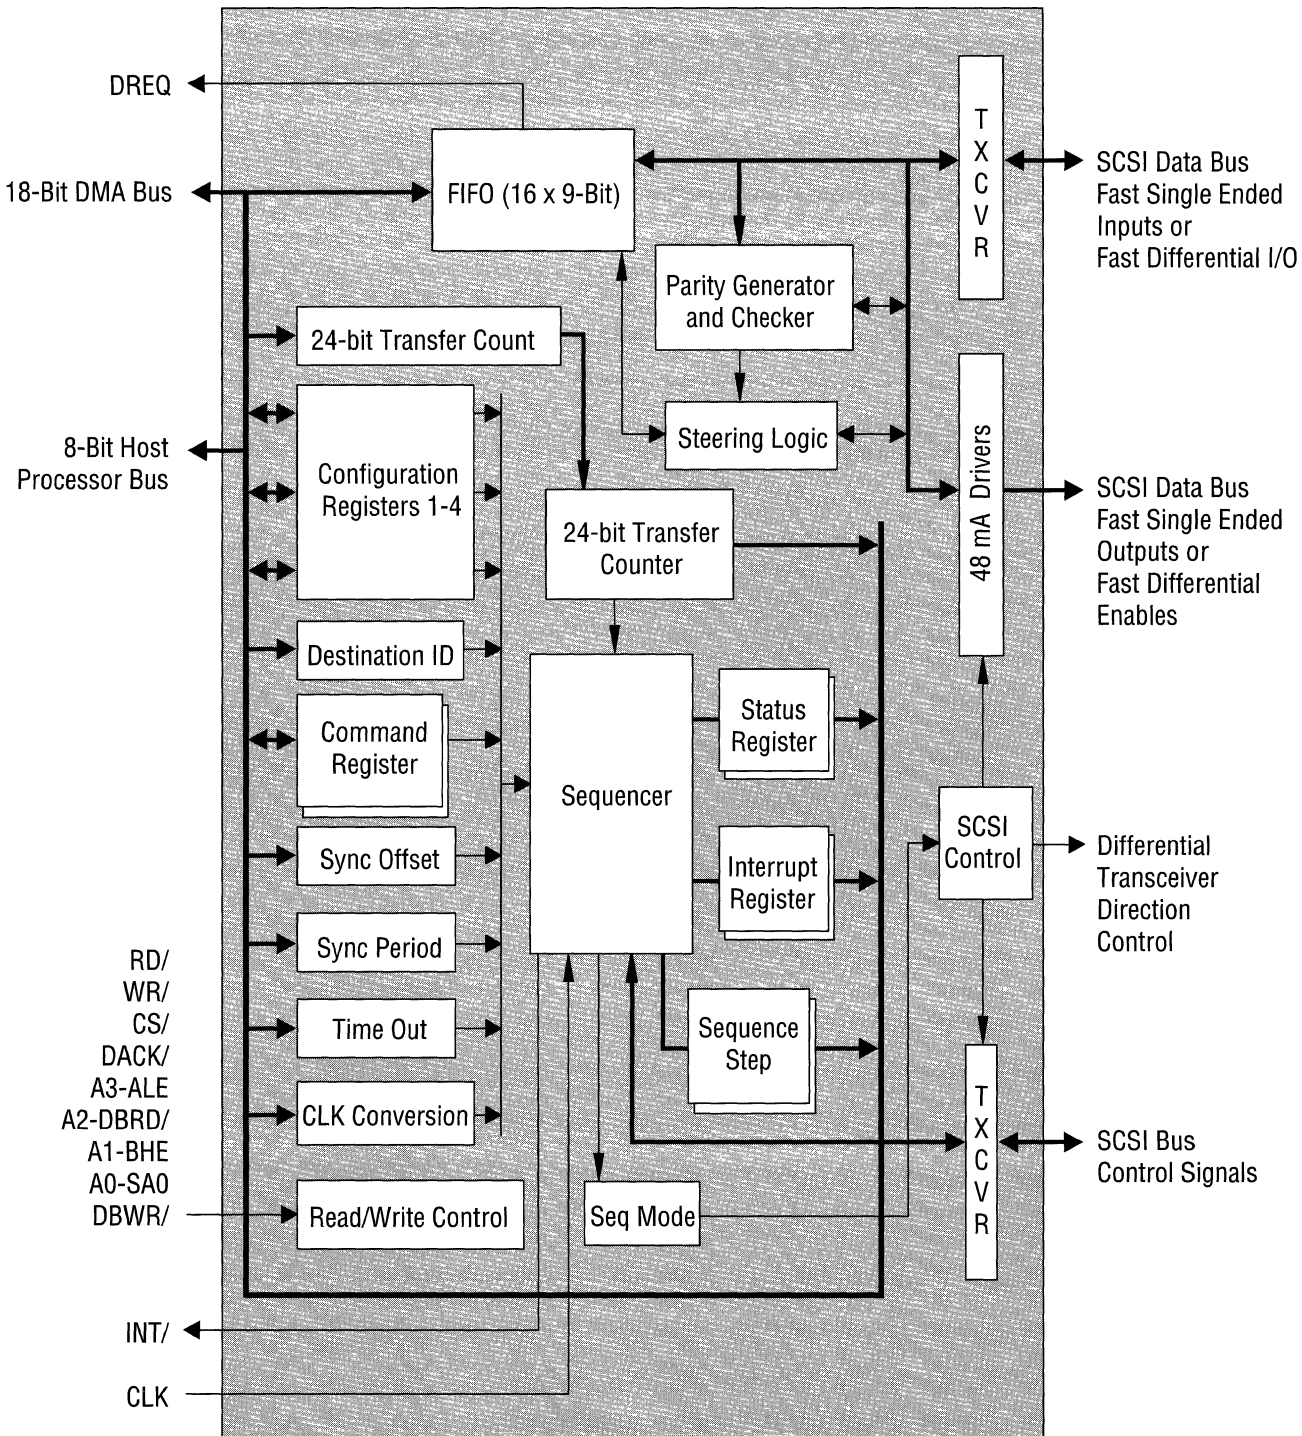 DREQ
18-Bit DMA Bus
FIFO (16 x 9-Bit)
T
X
C
V
R
SCSI Data Bus
Fast Single Ended
Inputs or
Fast Differential I/O
Parity Generator
and Checker
24-bit Transfer Count
8-Bit Host
Processor Bus
Configuration
Registers 1-4
Steering Logic
24-bit Transfer
Counter
48 mA Drivers
SCSI Data Bus
Fast Single Ended
Outputs or
Fast Differential
Enables
Destination ID
Command
Register
Sequencer
Status
Register
Sync Offset
Interrupt
Register
SCSI
Control
Differential
Transceiver
Direction
Control
Sync Period
Time Out
Sequence
Step
CLK Conversion
RD/
WR/
CS/
DACK/
A3-ALE
A2-DBRD/
A1-BHE
A0-SA0
DBWR/
Read/Write Control
Seq Mode
T
X
C
V
R
SCSI Bus
Control Signals
INT/
CLK